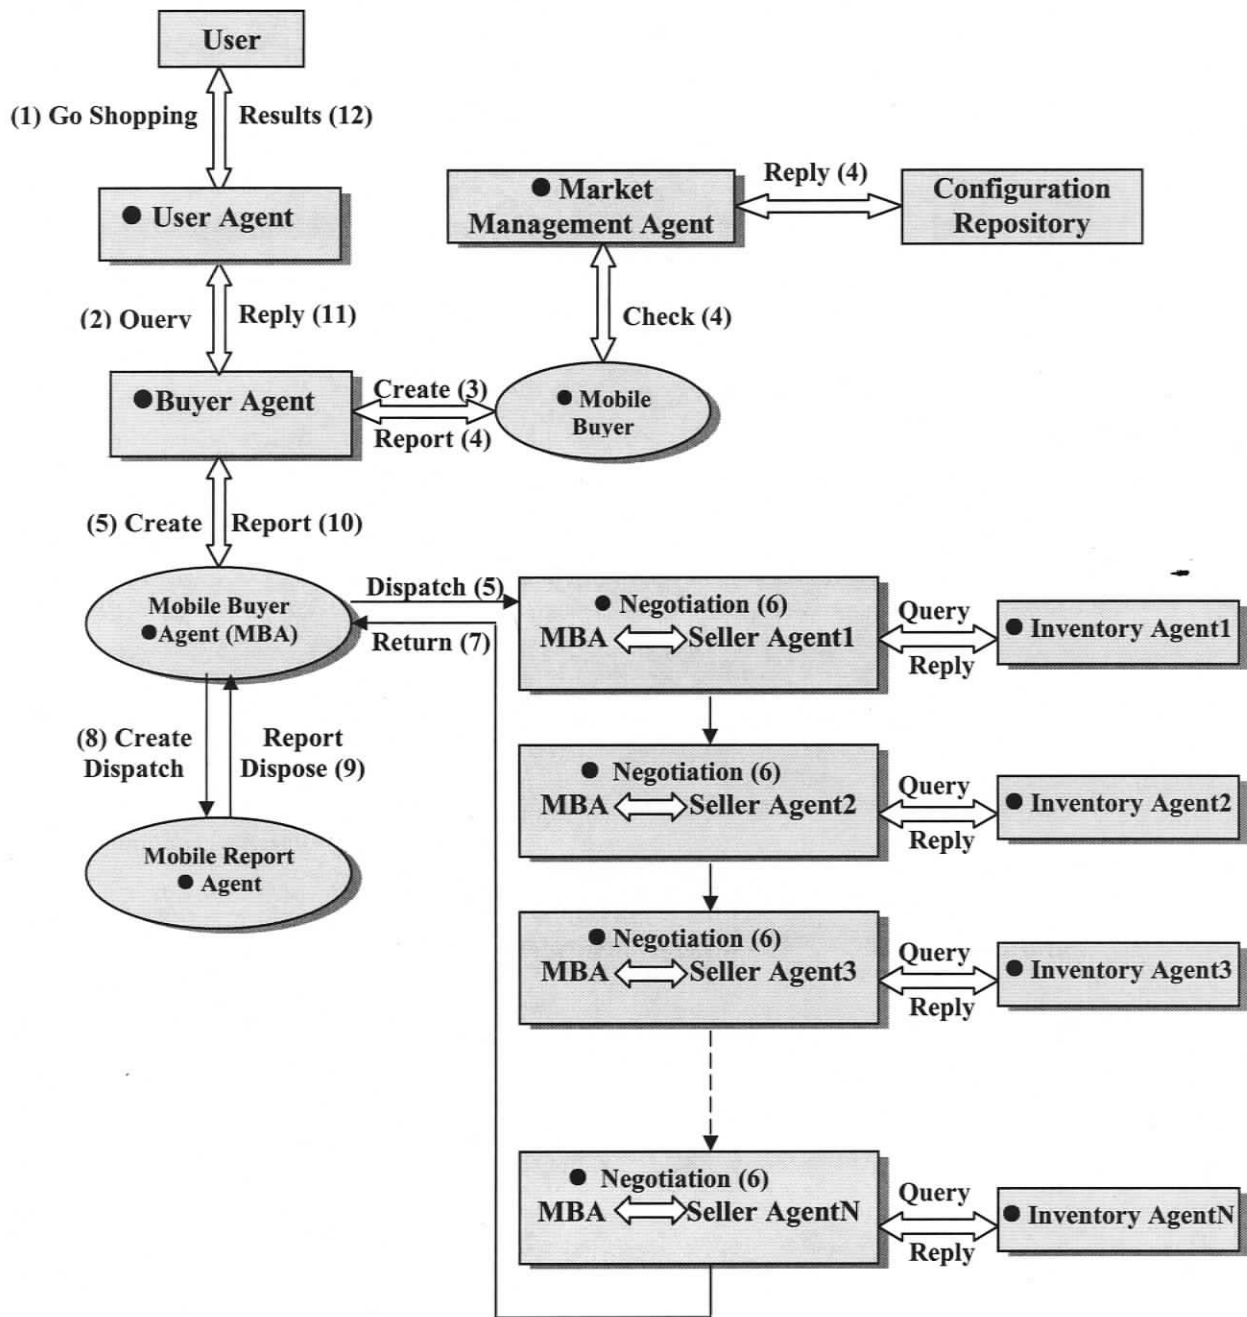 User
(1) Go Shopping
Results (12)
● User Agent
● Market
Management Agent
Reply (4)
Configuration
Repository
(2) Query
Reply (11)
Check (4)
● Buyer Agent
Create (3)
Report (4)
● Mobile
Buyer
(5) Create
Report (10)
Mobile Buyer
● Agent (MBA)
Dispatch (5)
Return (7)
● Negotiation (6)
MBA
Seller Agent1
Query
Reply
● Inventory Agent1
(8) Create
Dispatch
Report
Dispose (9)
● Negotiation (6)
MBA
Seller Agent2
Query
Reply
● Inventory Agent2
Mobile Report
● Agent
● Negotiation (6)
MBA
Seller Agent3
Query
Reply
● Inventory Agent3
● Negotiation (6)
MBA
Seller AgentN
Query
Reply
● Inventory AgentN